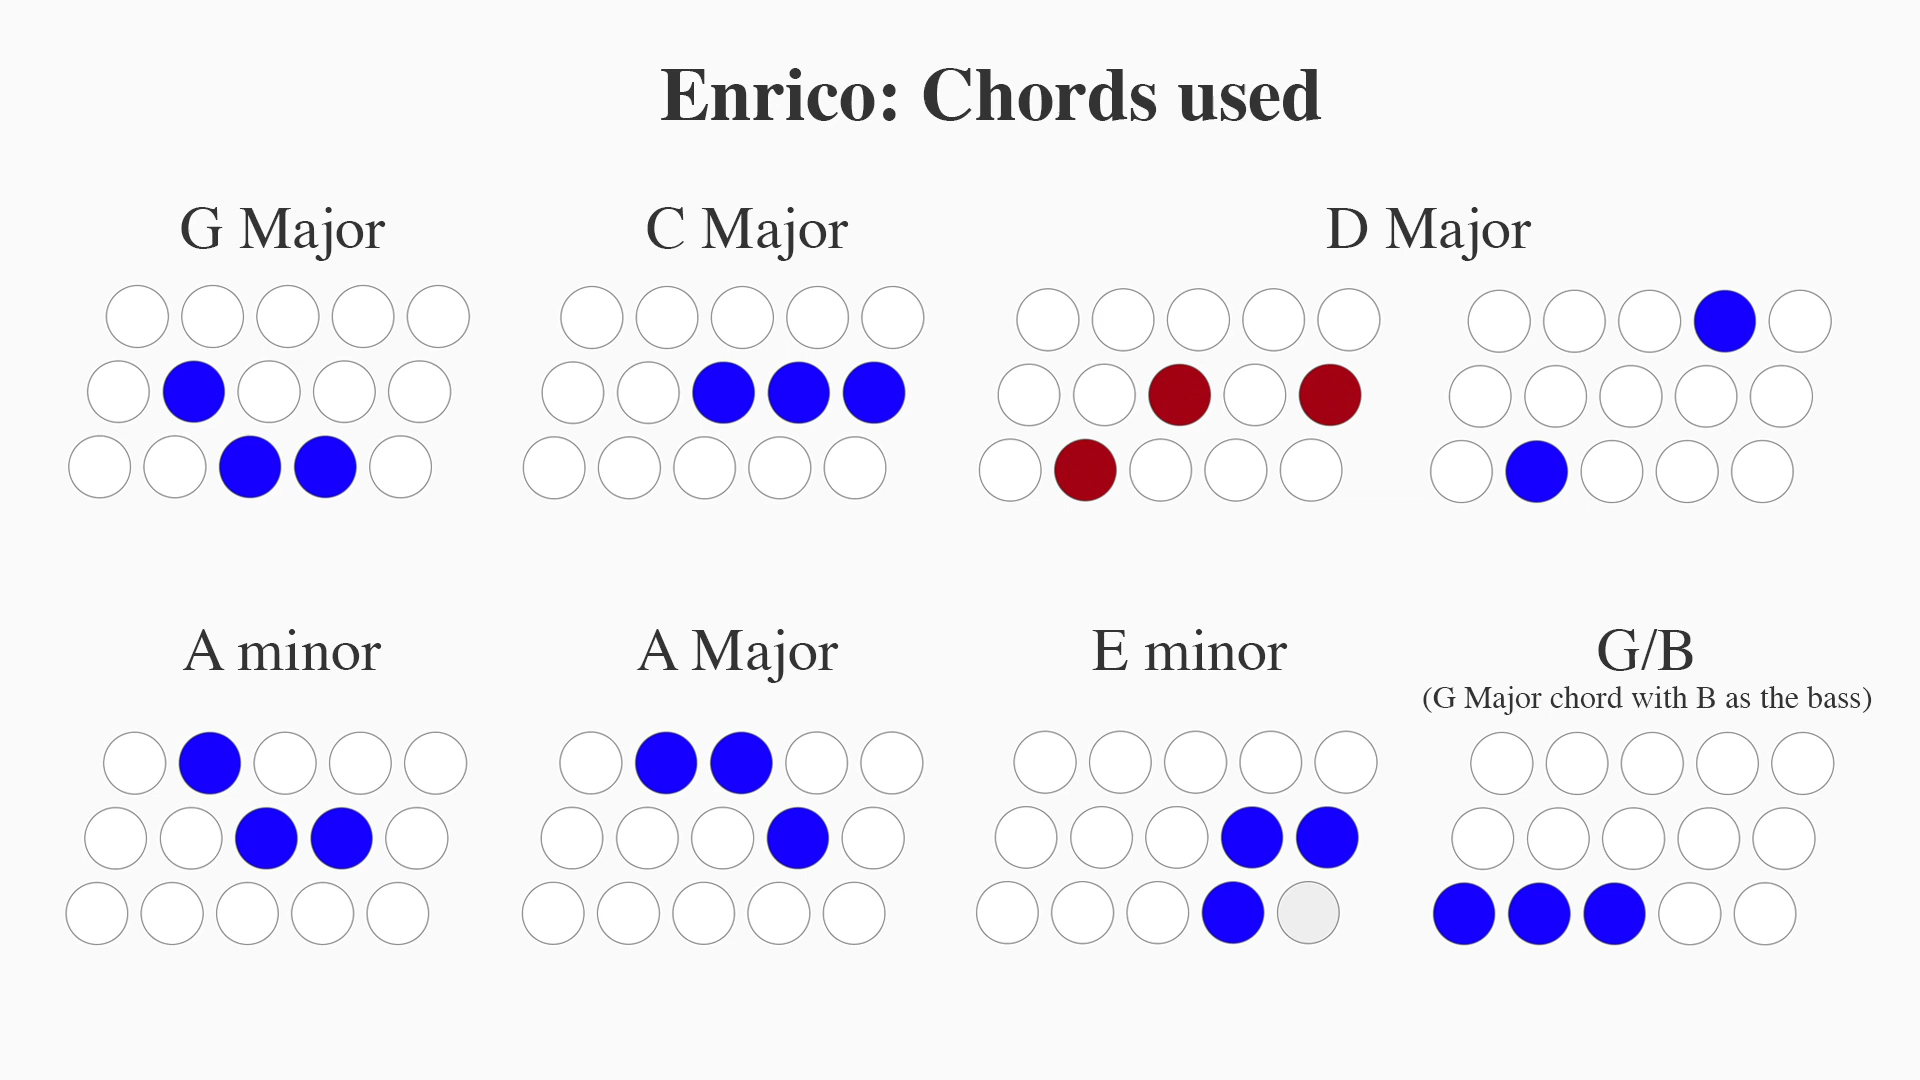 Enrico: Chords used
G Major
C Major
D Major
A minor
A Major
E minor
G/B
(G Major chord with B as the bass)